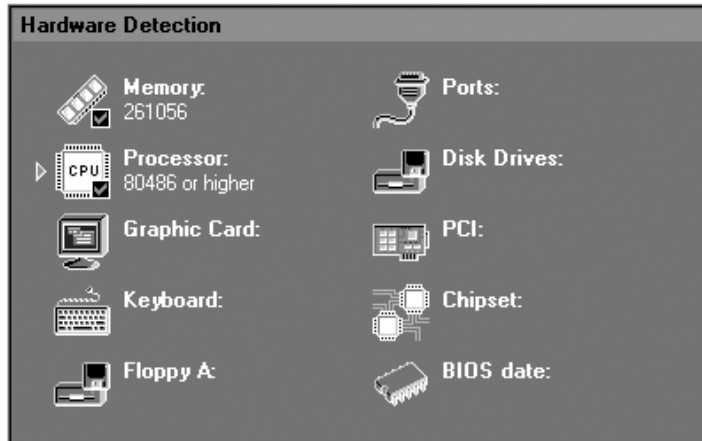 Hardware Detection
Memory:
261056
Processor:
80486 or higher
CPU
Graphic Card:
Keyboard:
Floppy A:
Ports:
Disk Drives:
PCI:
Chipset:
BIOS date: